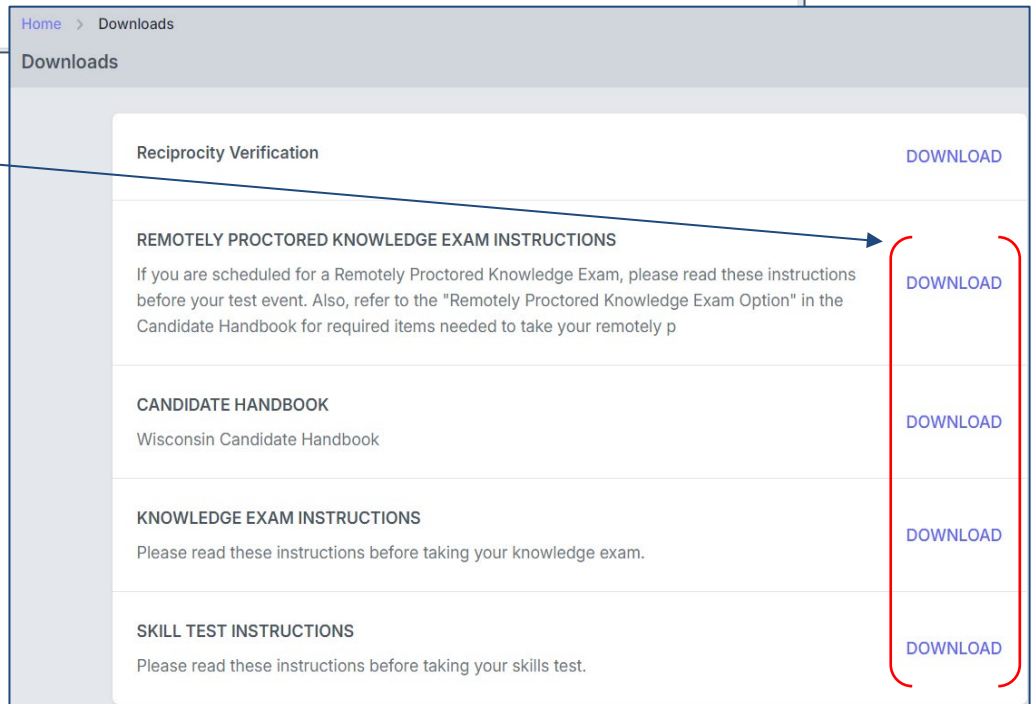 Home > Downloads
Downloads
Reciprocity Verification DOWNLOAD
REMOTELY PROCTORED KNOWLEDGE EXAM INSTRUCTIONS
If you are scheduled for a Remotely Proctored Knowledge Exam, please read these instructions DOWNLOAD
before your test event. Also, refer to the "Remotely Proctored Knowledge Exam Option" in the
Candidate Handbook for required items needed to take your remotely p
CANDIDATE HANDBOOK
DOWNLOAD
Wisconsin Candidate Handbook
KNOWLEDGE EXAM INSTRUCTIONS
DOWNLOAD
Please read these instructions before taking your knowledge exam.
SKILL TEST INSTRUCTIONS
DOWNLOAD
Please read these instructions before taking your skills test.